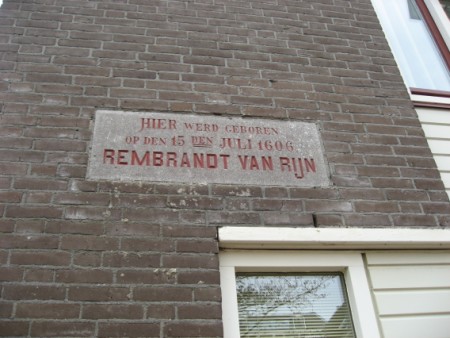 HIER WERD GEBOREN
OP DEN 15 DEN JULI 1606
REMBRANDT VAN RIJN